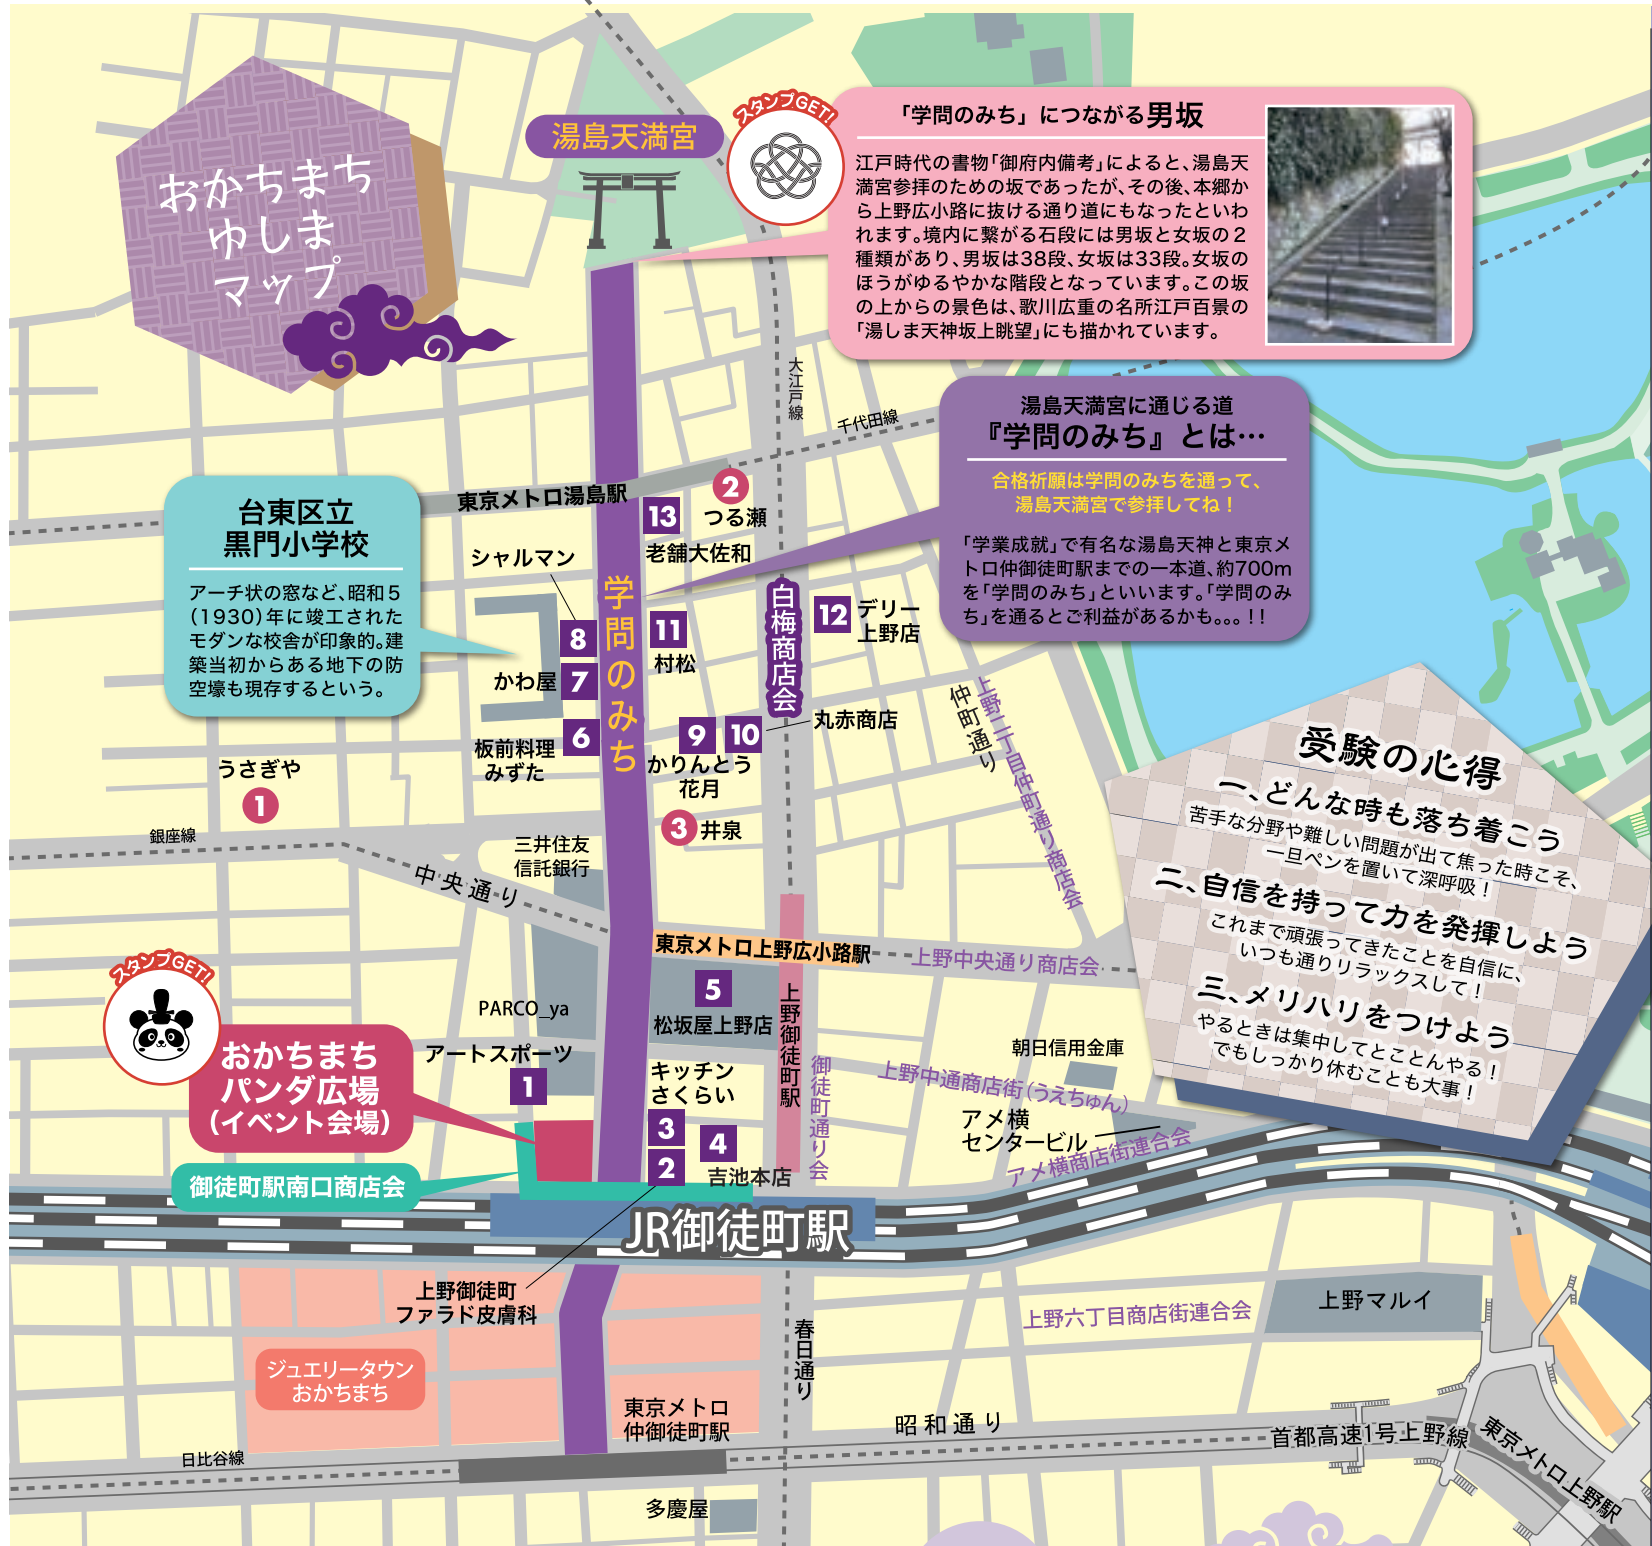 おかちまち
ゆしま
マップ
湯島天満宮
スタンプGET!
「学問のみち」につながる男坂
江戸時代の書物「御府内備考」によると、湯島天
満宮参拝のための坂であったが、その後、本郷か
ら上野広小路に抜ける通り道にもなったといわ
れます。境内に繋がる石段には男坂と女坂の2
種類があり、男坂は38段、女坂は33段。女坂の
ほうがゆるやかな階段となっています。この坂
の上からの景色は、歌川広重の名所江戸百景の
「湯しま天神坂上眺望」にも描かれています。
大江戸線
千代田線
湯島天満宮に通じる道
『学問のみち』とは…
合格祈願は学問のみちを通って、
湯島天満宮で参拝してね!
「学業成就」で有名な湯島天神と東京メ
トロ仲御徒町駅までの一本道、約700m
を「学問のみち」といいます。「学問のみ
ち」を通るとご利益があるかも。。。!!
台東区立
黒門小学校
アーチ状の窓など、昭和5
(1930)年に竣工された
モダンな校舎が印象的。建
築当初からある地下の防
空壕も現存するという。
東京メトロ湯島駅
2
つる瀬
13
老舗大佐和
シャルマン
8
学問のみち
11
村松
白梅商店会
12
デリー
上野店
かわ屋
7
6
板前料理
みずた
9
10
かりんとう
花月
丸赤商店
仲町通り
上野二丁目仲町通り商店会
うさぎや
1
3
井泉
銀座線
三井住友
信託銀行
中央通り
受験の心得
一、どんな時も落ち着こう
苦手な分野や難しい問題が出て焦った時こそ、
一旦ペンを置いて深呼吸!
二、自信を持って力を発揮しよう
これまで頑張ってきたことを自信に、
いつも通りリラックスして!
三、メリハリをつけよう
やるときは集中してとことんやる!
でもしっかり休むことも大事!
東京メトロ上野広小路駅
上野中央通り商店会
スタンプGET!
おかちまち
パンダ広場
(イベント会場)
PARCO_ya
アートスポーツ
1
5
松坂屋上野店
上野御徒町駅
御徒町通り会
キッチン
さくらい
3
2
4
吉池本店
朝日信用金庫
上野中通商店街(うえちゅん)
アメ横
センタービル
アメ横商店街連合会
御徒町駅南口商店会
JR御徒町駅
上野御徒町
ファラド皮膚科
ジュエリータウン
おかちまち
春日通り
上野六丁目商店街連合会
上野マルイ
東京メトロ
仲御徒町駅
昭和通り
日比谷線
首都高速1号上野線
東京メトロ上野駅
多慶屋